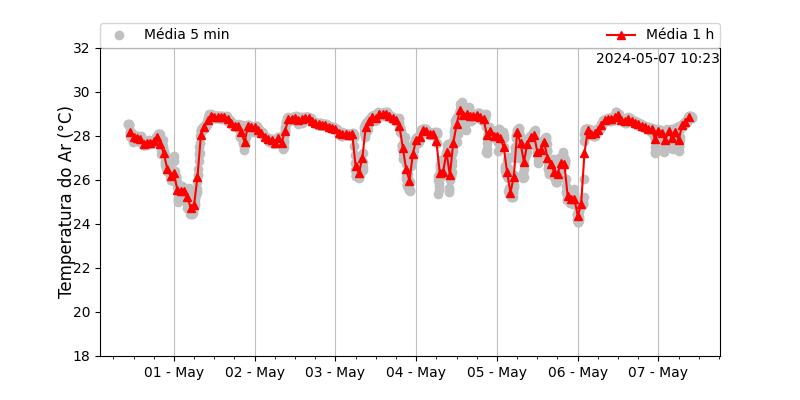 Média 5 min
Média 1 h
2024-05-07 10:23
Temperatura do Ar (°C)
32
30
28
26
24
22
20
18
01 - May
02 - May
03 - May
04 - May
05 - May
06 - May
07 - May